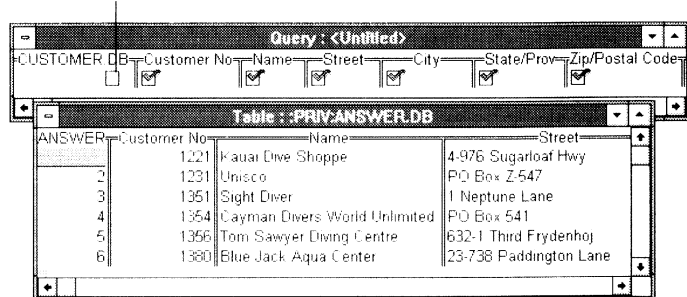 Query : <Untitled>
CUSTOMER.DB Customer No Name Street City State/Prov Zip/Postal Code
Table : :PRIV:ANSWER.DB
ANSWER Customer No Name Street
1221 Kauai Dive Shoppe 4-976 Sugarloaf Hwy
2 1231 Unisco PO Box Z-547
3 1351 Sight Diver 1 Neptune Lane
4 1354 Cayman Divers World Unlimited PO Box 541
5 1356 Tom Sawyer Diving Centre 632-1 Third Frydenhoj
6 1380 Blue Jack Aqua Center 23-738 Paddington Lane